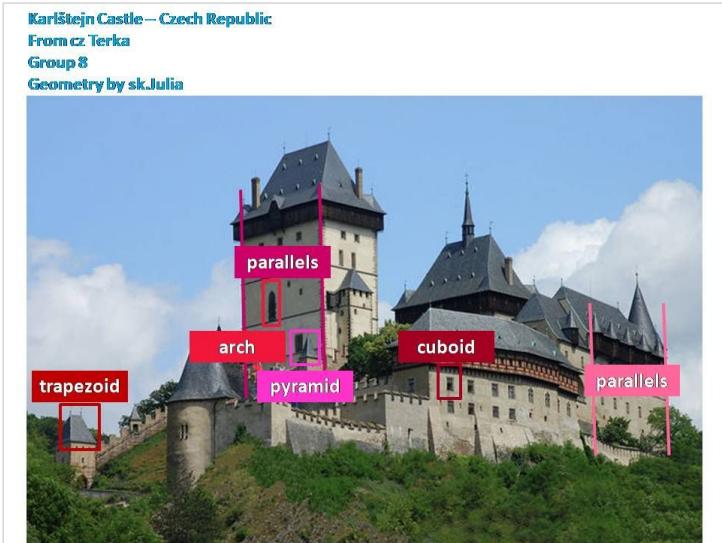 Karlštejn Castle – Czech Republic
From cz Terka
Group 8
Geometry by sk.Julia
parallels
arch
cuboid
trapezoid
pyramid
parallels